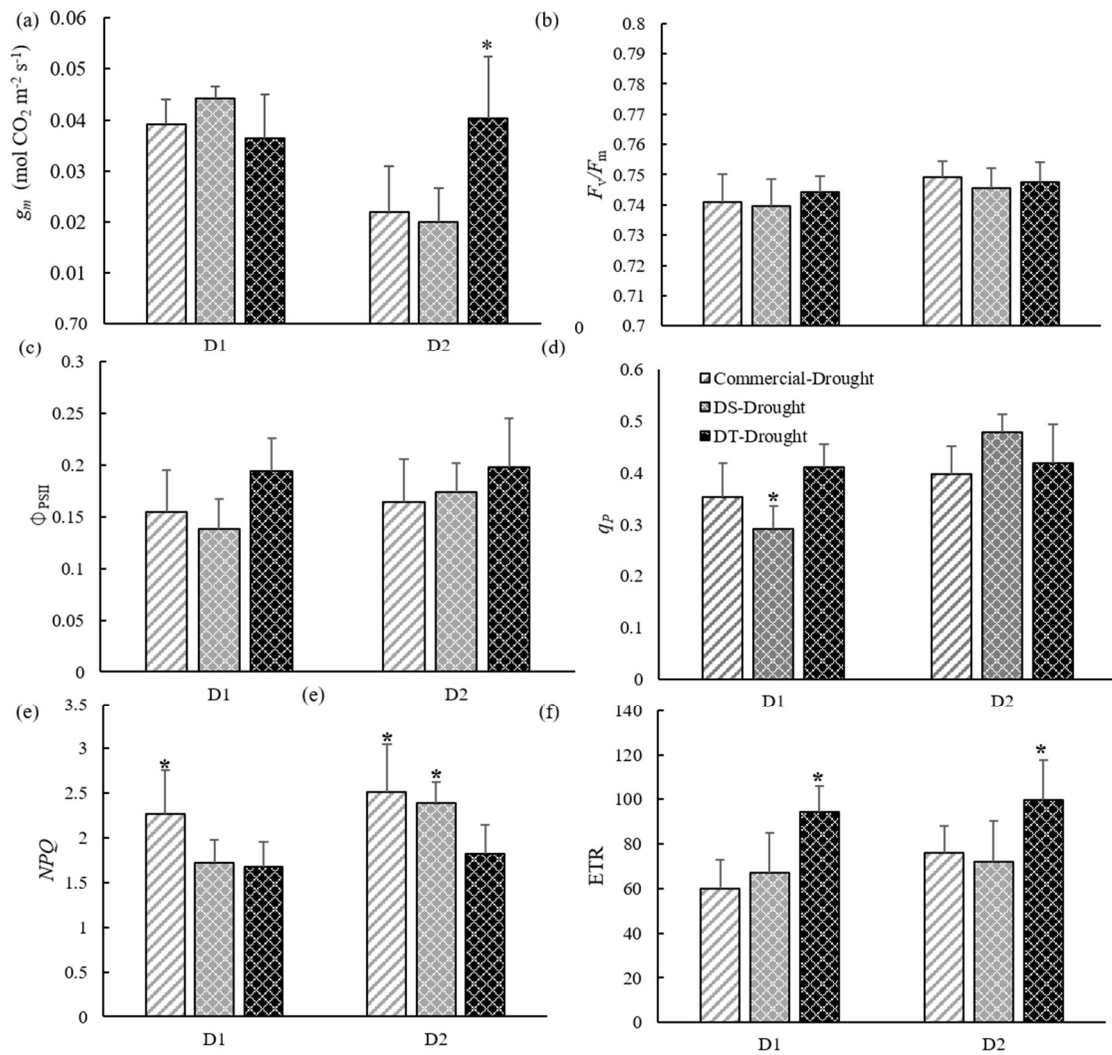 (a)
g_m (mol CO₂ m⁻² s⁻¹)
0.06
0.05
0.04
0.03
0.02
0.01
0.70
*
D1 D2
(b)
F_v/F_m
0.8
0.79
0.78
0.77
0.76
0.75
0.74
0.73
0.72
0.71
0.7
0
(c)
Φ_PSII
0.3
0.25
0.2
0.15
0.1
0.05
0
D1 D2
(d)
q_P
0.6
0.5
0.4
0.3
0.2
0.1
0
Commercial-Drought
DS-Drought
DT-Drought
*
D1 D2
(e)
(e)
NPQ
3.5
3
2.5
2
1.5
1
0.5
0
* * *
D1 D2
(f)
ETR
140
120
100
80
60
40
20
0
* *
D1 D2